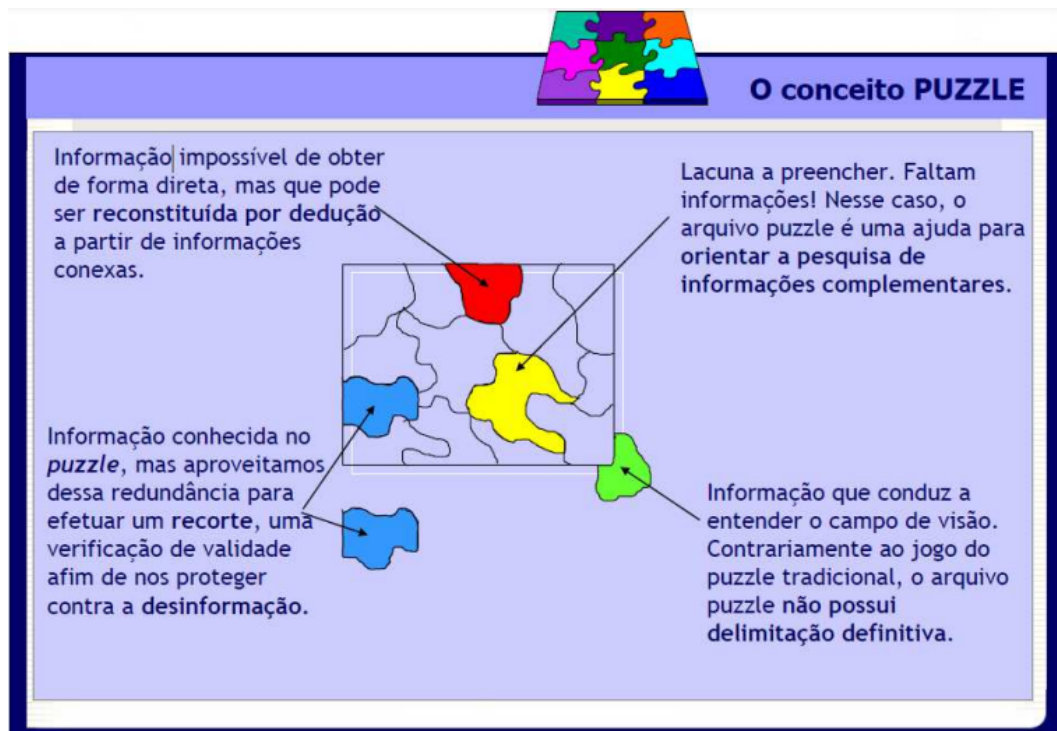 O conceito PUZZLE
Informação impossível de obter
de forma direta, mas que pode
ser reconstituída por dedução
a partir de informações
conexas.
Lacuna a preencher. Faltam
informações! Nesse caso, o
arquivo puzzle é uma ajuda para
orientar a pesquisa de
informações complementares.
Informação conhecida no
puzzle, mas aproveitamos
dessa redundância para
efetuar um recorte, uma
verificação de validade
afim de nos proteger
contra a desinformação.
Informação que conduz a
entender o campo de visão.
Contrariamente ao jogo do
puzzle tradicional, o arquivo
puzzle não possui
delimitação definitiva.